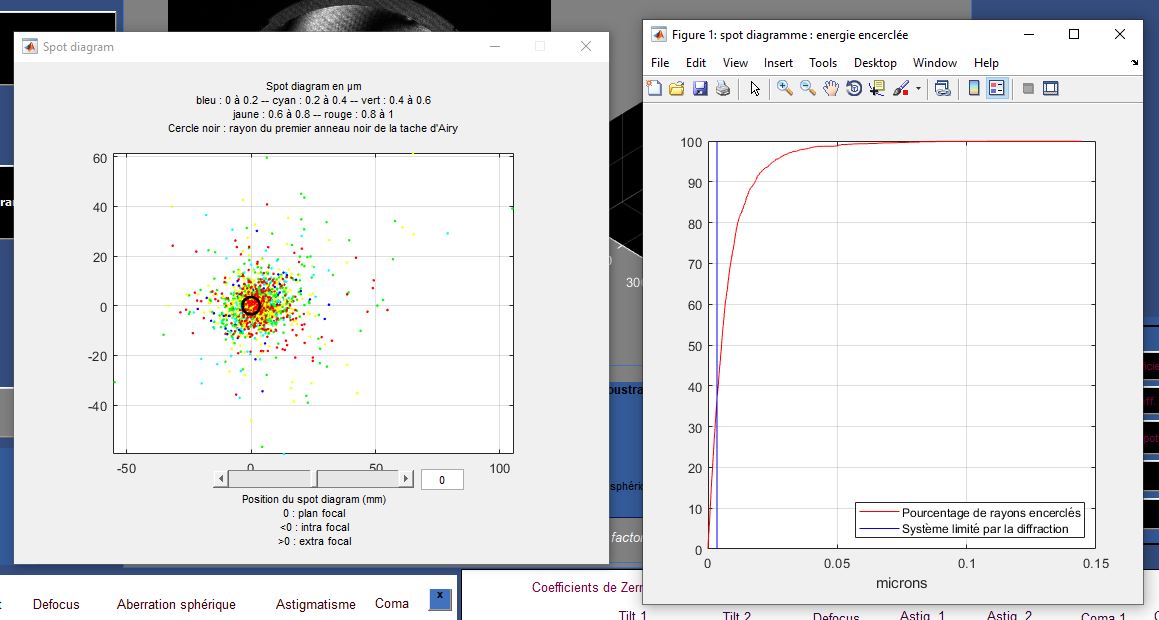 Spot diagram
Spot diagram en µm
bleu : 0 à 0.2 -- cyan : 0.2 à 0.4 -- vert : 0.4 à 0.6
jaune : 0.6 à 0.8 -- rouge : 0.8 à 1
Cercle noir : rayon du premier anneau noir de la tache d'Airy
60
40
20
0
-20
-40
-50
0
50
100
0
Position du spot diagram (mm)
0 : plan focal
<0 : intra focal
>0 : extra focal
Figure 1: spot diagramme : energie encerclée
File Edit View Insert Tools Desktop Window Help
100
90
80
70
60
50
40
30
20
10
0
Pourcentage de rayons encerclés
Système limité par la diffraction
0
0.05
0.1
0.15
microns
30
Defocus Aberration sphérique Astigmatisme Coma x
Coefficients de Zer
Tilt 1 Tilt 2 Defocus Astig. 1 Astig. 2 Coma 1